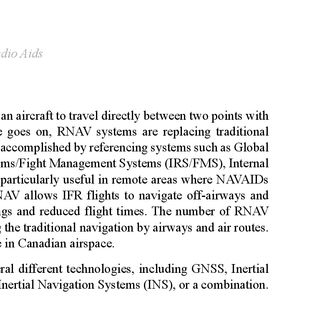 dio Aids
an aircraft to travel directly between two points with
e goes on, RNAV systems are replacing traditional
accomplished by referencing systems such as Global
ms/Fight Management Systems (IRS/FMS), Internal
particularly useful in remote areas where NAVAIDs
NAV allows IFR flights to navigate off-airways and
ngs and reduced flight times. The number of RNAV
g the traditional navigation by airways and air routes.
e in Canadian airspace.
ral different technologies, including GNSS, Inertial
Inertial Navigation Systems (INS), or a combination.